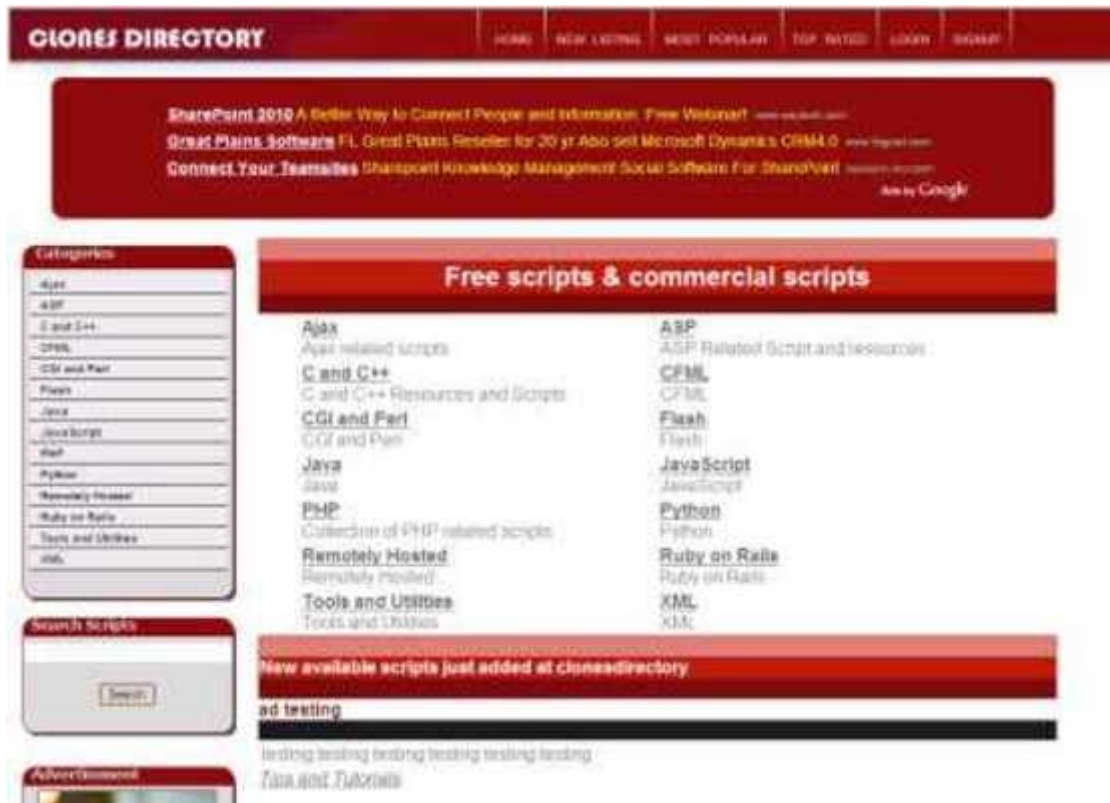 CLONES DIRECTORY
HOME NEW LISTING MOST POPULAR TOP RATED LOGIN SIGNUP
SharePoint 2010 A Better Way to Connect People and Information. Free Webinar!
Great Plains Software FL Great Plains Reseller for 20 yr Also sell Microsoft Dynamics CRM4.0
Connect Your Teamsites Sharepoint Knowledge Management Social Software For SharePoint
Ads by Google
Categories
Ajax
ASP
C and C++
CFML
CGI and Perl
Flash
Java
JavaScript
PHP
Python
Remotely Hosted
Ruby on Rails
Tools and Utilities
XML
Search Scripts
Search
Advertisement
Free scripts & commercial scripts
Ajax
Ajax related scripts
ASP
ASP Related Script and resources
C and C++
C and C++ Resources and Scripts
CFML
CFML
CGI and Perl
CGI and Perl
Flash
Flash
Java
Java
JavaScript
JavaScript
PHP
Collection of PHP related scripts
Python
Python
Remotely Hosted
Remotely Hosted
Ruby on Rails
Ruby on Rails
Tools and Utilities
Tools and Utilities
XML
XML
New available scripts just added at clonesdirectory
ad testing
testing testing testing testing testing testing
Tips and Tutorials